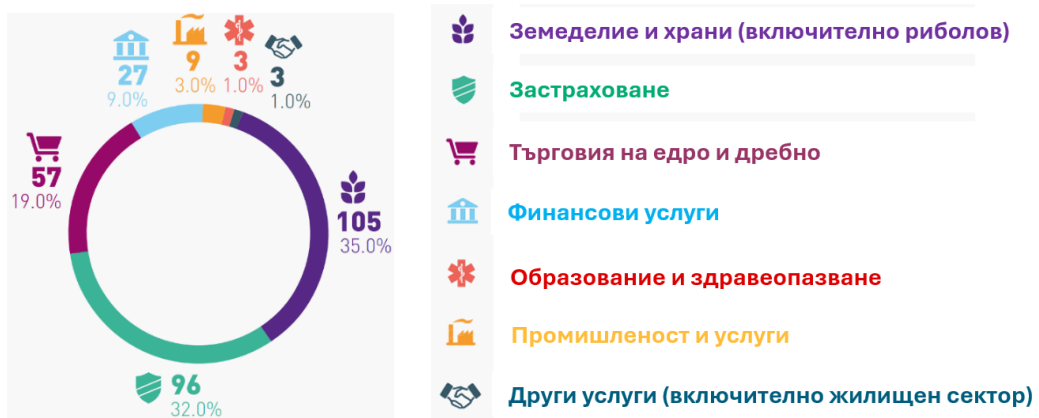 27
9.0%
9
3.0%
3
1.0%
3
1.0%
57
19.0%
105
35.0%
96
32.0%
Земеделие и храни (включително риболов)
Застраховане
Търговия на едро и дребно
Финансови услуги
Образование и здравеопазване
Промишленост и услуги
Други услуги (включително жилищен сектор)